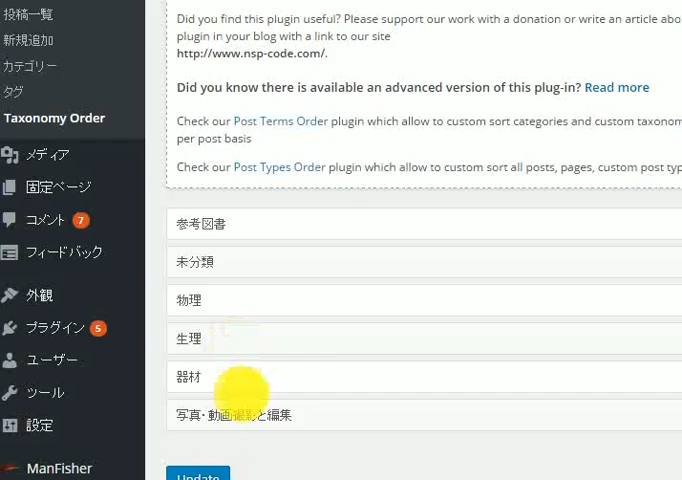 投稿一覧
新規追加
カテゴリー
タグ
Taxonomy Order
メディア
固定ページ
コメント 7
フィードバック
外観
プラグイン 5
ユーザー
ツール
設定
ManFisher
Did you find this plugin useful? Please support our work with a donation or write an article abo
plugin in your blog with a link to our site
http://www.nsp-code.com/.
Did you know there is available an advanced version of this plug-in? Read more
Check our Post Terms Order plugin which allow to custom sort categories and custom taxonom
per post basis
Check our Post Types Order plugin which allow to custom sort all posts, pages, custom post typ
参考図書
未分類
物理
生理
器材
写真・動画撮影と編集
Update